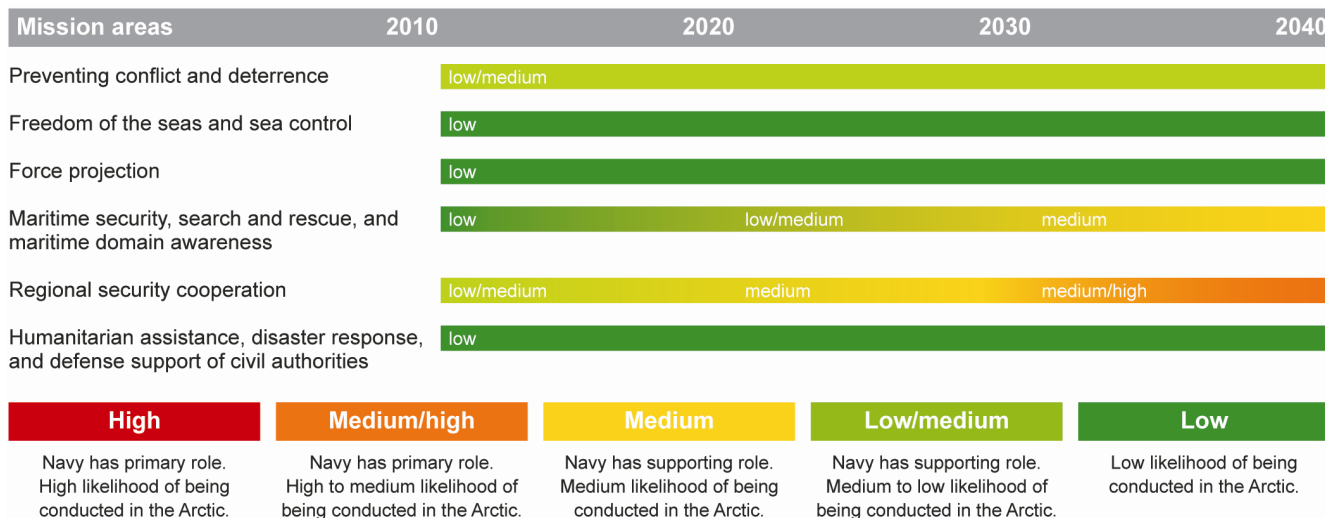 Mission areas 2010 2020 2030 2040
Preventing conflict and deterrence low/medium
Freedom of the seas and sea control low
Force projection low
Maritime security, search and rescue, and low low/medium medium
maritime domain awareness
Regional security cooperation low/medium medium medium/high
Humanitarian assistance, disaster response, low
and defense support of civil authorities
High Medium/high Medium Low/medium Low
Navy has primary role. Navy has primary role. Navy has supporting role. Navy has supporting role. Low likelihood of being
High likelihood of being High to medium likelihood of Medium likelihood of being Medium to low likelihood of conducted in the Arctic.
conducted in the Arctic. being conducted in the Arctic. conducted in the Arctic. being conducted in the Arctic.